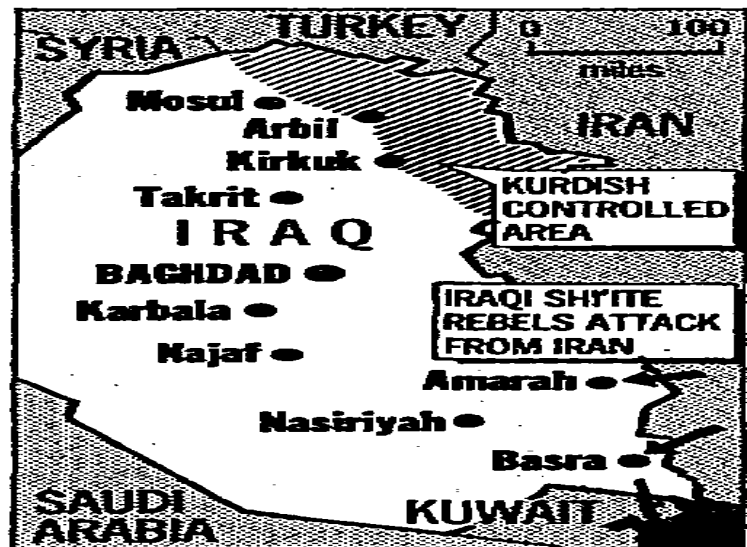 TURKEY
0 100
miles
SYRIA
IRAN
Mosul
Arbil
Kirkuk
KURDISH
CONTROLLED
AREA
Takrit
IRAQ
BAGHDAD
IRAQI SHI'ITE
REBELS ATTACK
FROM IRAN
Karbala
Najaf
Amarah
Nasiriyah
Basra
SAUDI
ARABIA
KUWAIT